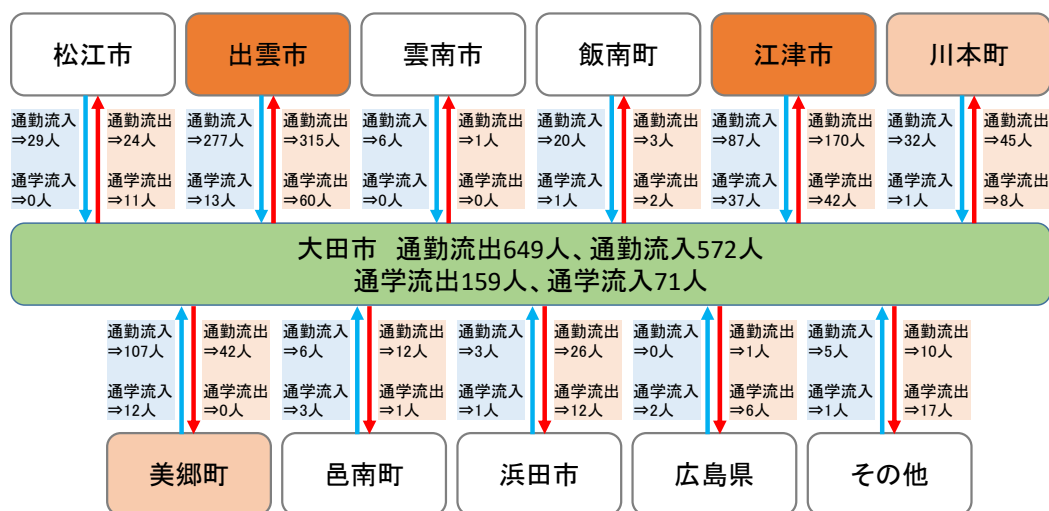 松江市
出雲市
雲南市
飯南町
江津市
川本町
通勤流入
⇒29人
通学流入
⇒0人
通勤流出
⇒24人
通学流出
⇒11人
通勤流入
⇒277人
通学流入
⇒13人
通勤流出
⇒315人
通学流出
⇒60人
通勤流入
⇒6人
通学流入
⇒0人
通勤流出
⇒1人
通学流出
⇒0人
通勤流入
⇒20人
通学流入
⇒1人
通勤流出
⇒3人
通学流出
⇒2人
通勤流入
⇒87人
通学流入
⇒37人
通勤流出
⇒170人
通学流出
⇒42人
通勤流入
⇒32人
通学流入
⇒1人
通勤流出
⇒45人
通学流出
⇒8人
大田市　通勤流出649人、通勤流入572人
通学流出159人、通学流入71人
通勤流入
⇒107人
通学流入
⇒12人
通勤流出
⇒42人
通学流出
⇒0人
通勤流入
⇒6人
通学流入
⇒3人
通勤流出
⇒12人
通学流出
⇒1人
通勤流入
⇒3人
通学流入
⇒1人
通勤流出
⇒26人
通学流出
⇒12人
通勤流入
⇒0人
通学流入
⇒2人
通勤流出
⇒1人
通学流出
⇒6人
通勤流入
⇒5人
通学流入
⇒1人
通勤流出
⇒10人
通学流出
⇒17人
美郷町
邑南町
浜田市
広島県
その他